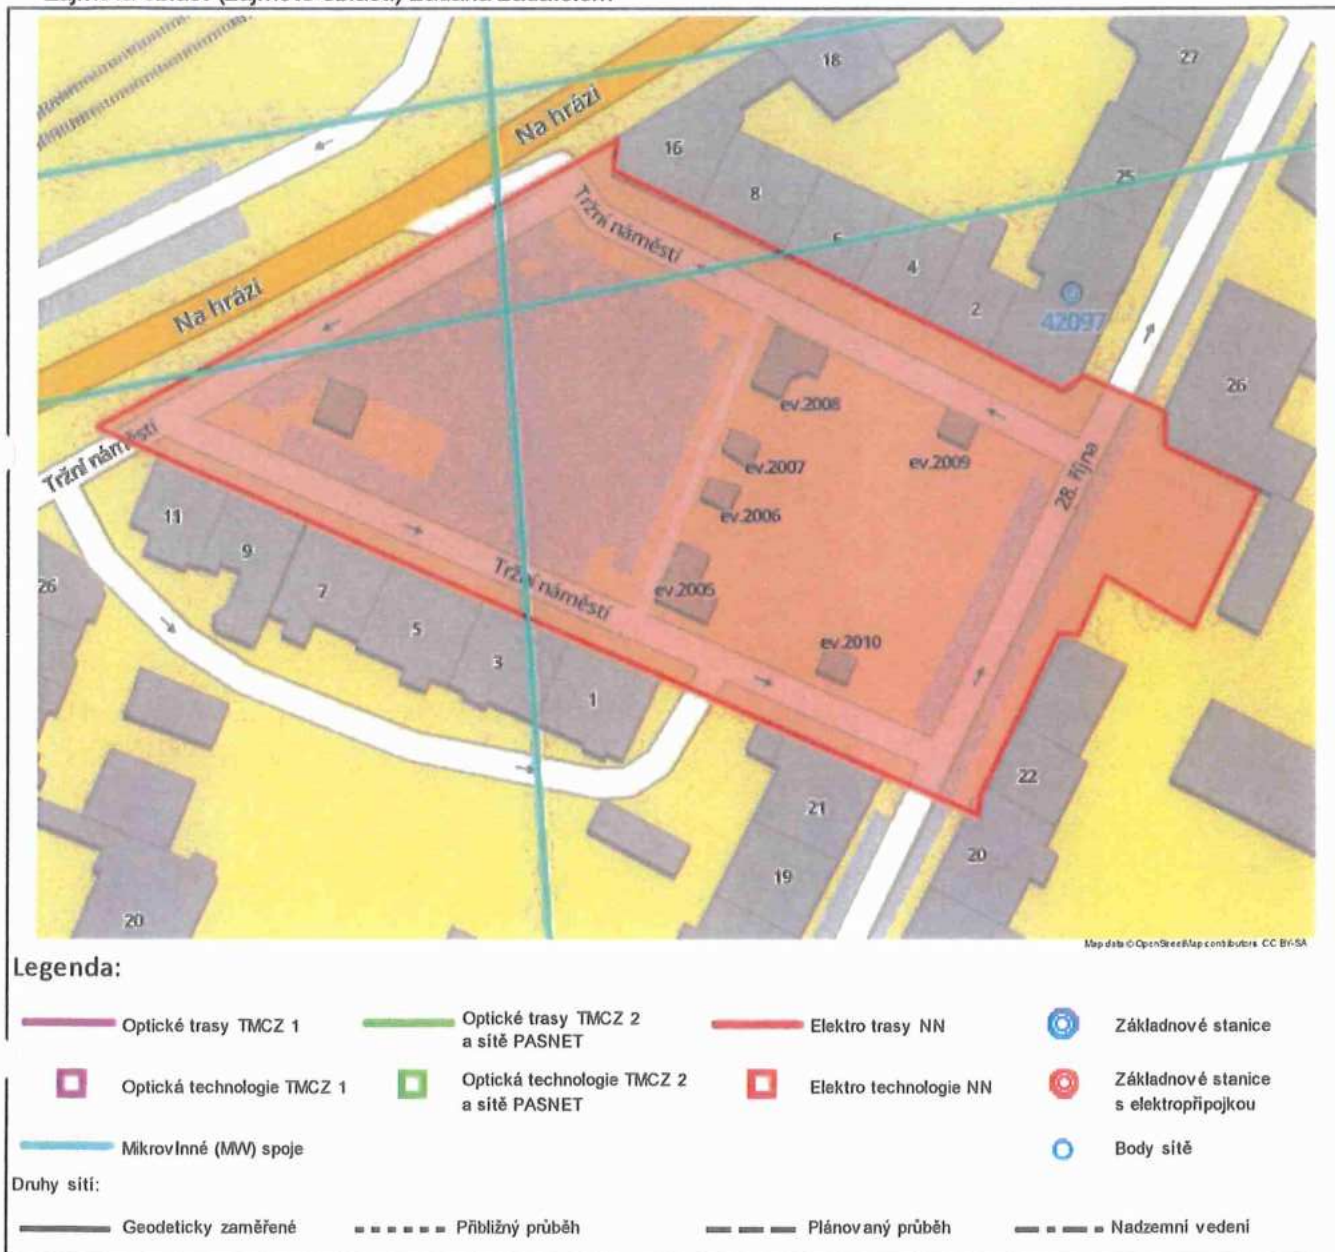 18
27
Na hrázi
16
25
8
Tržní náměstí
6
4
2
42097
Na hrázi
26
ev.2008
ev.2007
ev.2009
28. října
Tržní náměstí
ev.2006
11
9
Tržní náměstí
26
7
ev.2005
5
ev.2010
3
1
22
21
20
19
20
Map data © OpenStreetMap contributors CC BY-SA
Legenda:
Optické trasy TMCZ 1
Optické trasy TMCZ 2
a sítě PASNET
Elektro trasy NN
Základnové stanice
Optická technologie TMCZ 1
Optická technologie TMCZ 2
a sítě PASNET
Elektro technologie NN
Základnové stanice
s elektropřípojkou
Mikrovlnné (MW) spoje
Body sítě
Druhy sítí:
Geodeticky zaměřené
Přibližný průběh
Plánovaný průběh
Nadzemní vedení